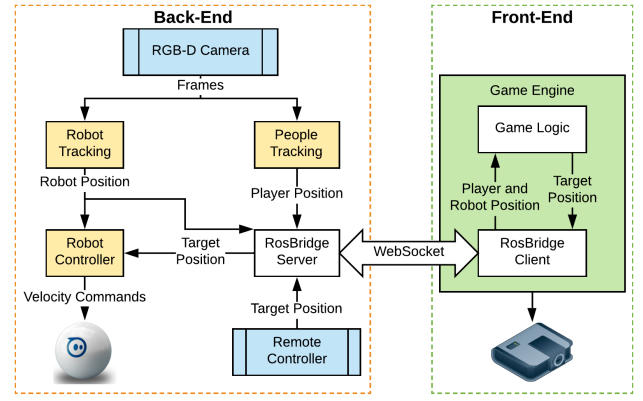 Back-End
Front-End
RGB-D Camera
Frames
Game Engine
Robot
Tracking
People
Tracking
Game Logic
Robot Position
Player Position
Player and
Robot Position
Target
Position
Robot
Controller
Target
Position
RosBridge
Server
WebSocket
RosBridge
Client
Velocity Commands
Target Position
Remote
Controller